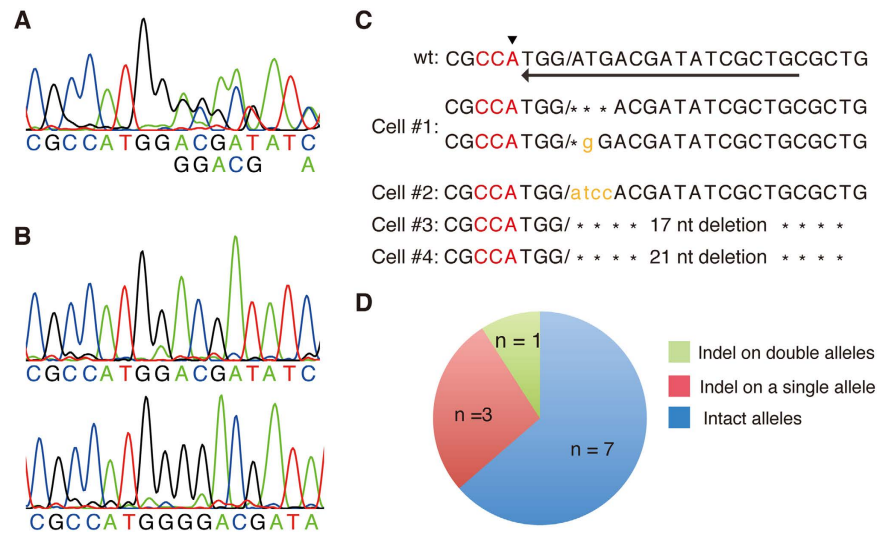 A
CGCCATGGACGATATC
GGACG A
B
CGCCATGGACGATATC
CGCCATGGGGACGATA
C
wt: CGCCATGG/ATGACGATATCGCTGCGCTG
Cell #1:
CGCCATGG/***ACGATATCGCTGCGCTG
CGCCATGG/*gGACGATATCGCTGCGCTG
Cell #2: CGCCATGG/atccACGATATCGCTGCGCTG
Cell #3: CGCCATGG/ * * * * 17 nt deletion * * * *
Cell #4: CGCCATGG/ * * * * 21 nt deletion * * * *
D
n = 1
n =3
n = 7
Indel on double alleles
Indel on a single allele
Intact alleles